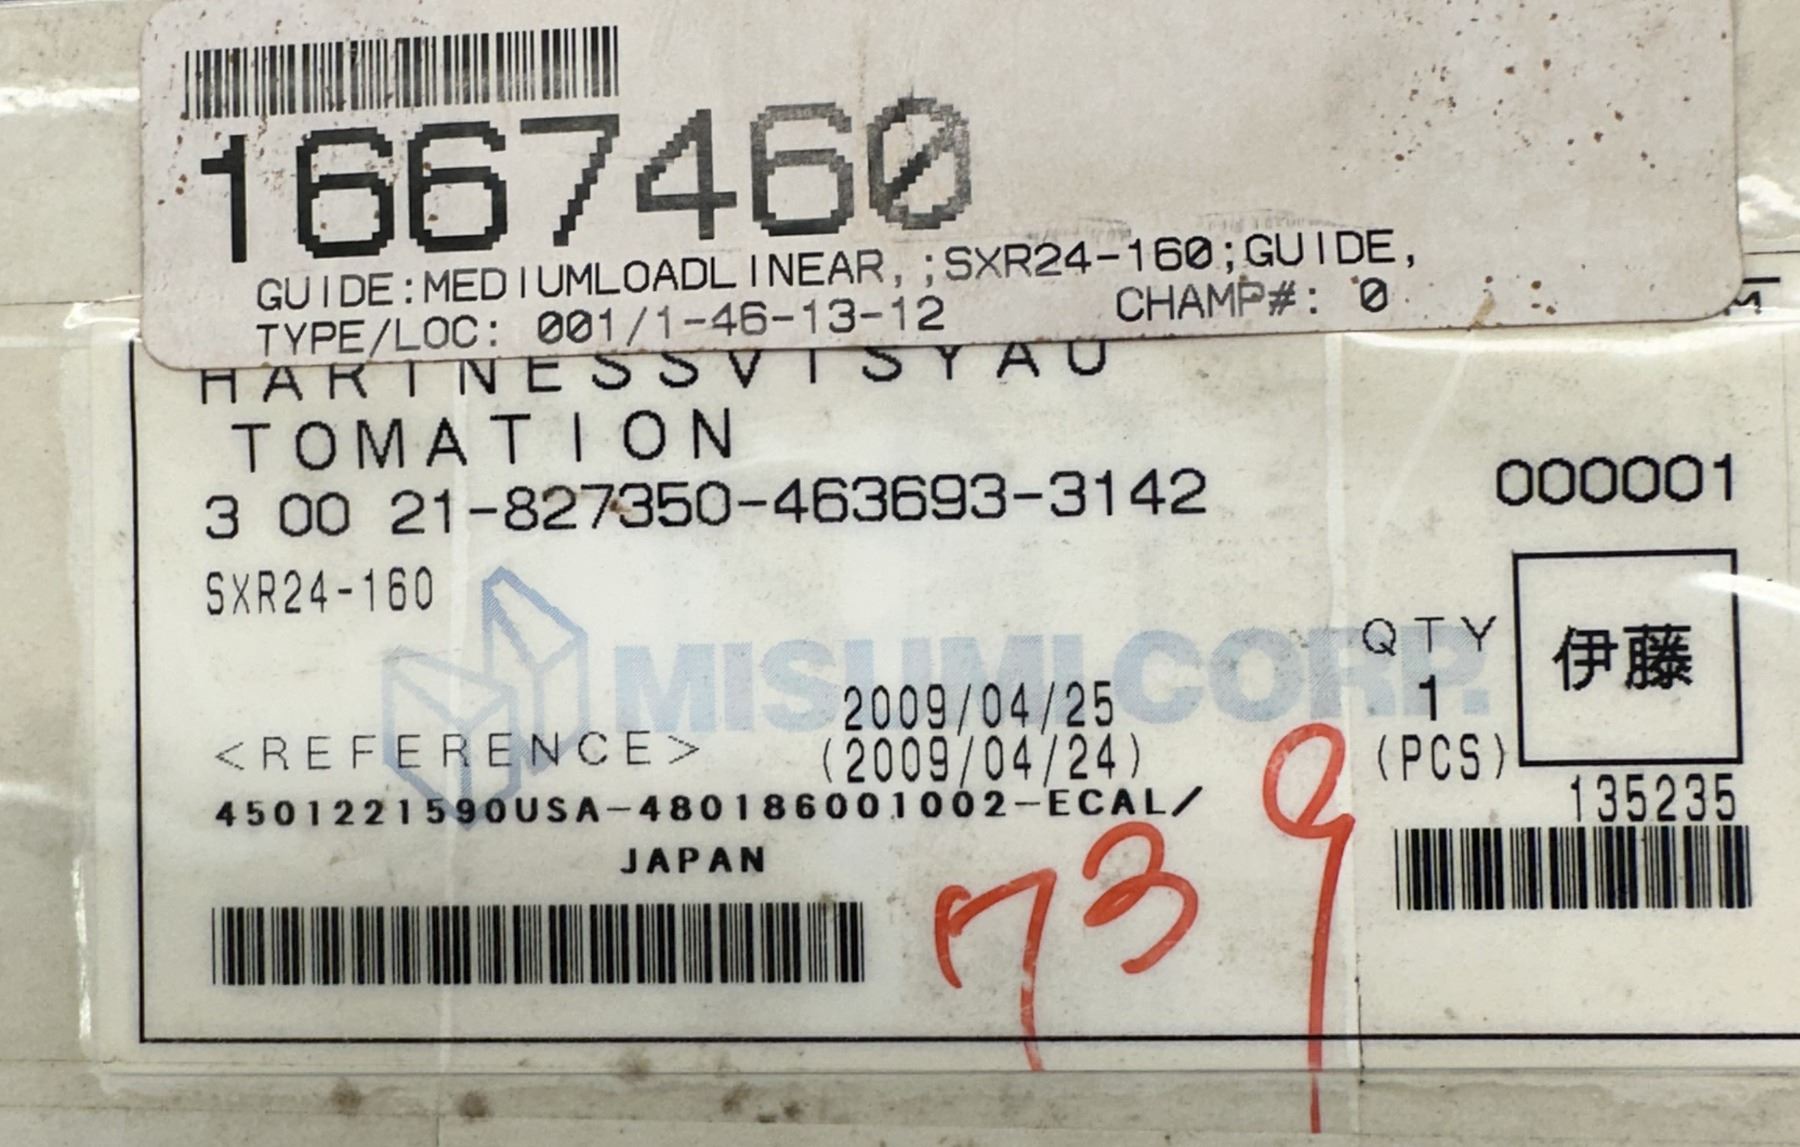 1667460
GUIDE:MEDIUMLOADLINEAR,;SXR24-160;GUIDE,
TYPE/LOC: 001/1-46-13-12 CHAMP#: 0
HARTNESSVISYAU
TOMATION
3 00 21-827350-463693-3142 000001
SXR24-160
MISUMI CORP.
QTY 伊藤
2009/04/25 1
<REFERENCE> (2009/04/24) (PCS)
4501221590USA-480186001002-ECAL/ 135235
JAPAN
739